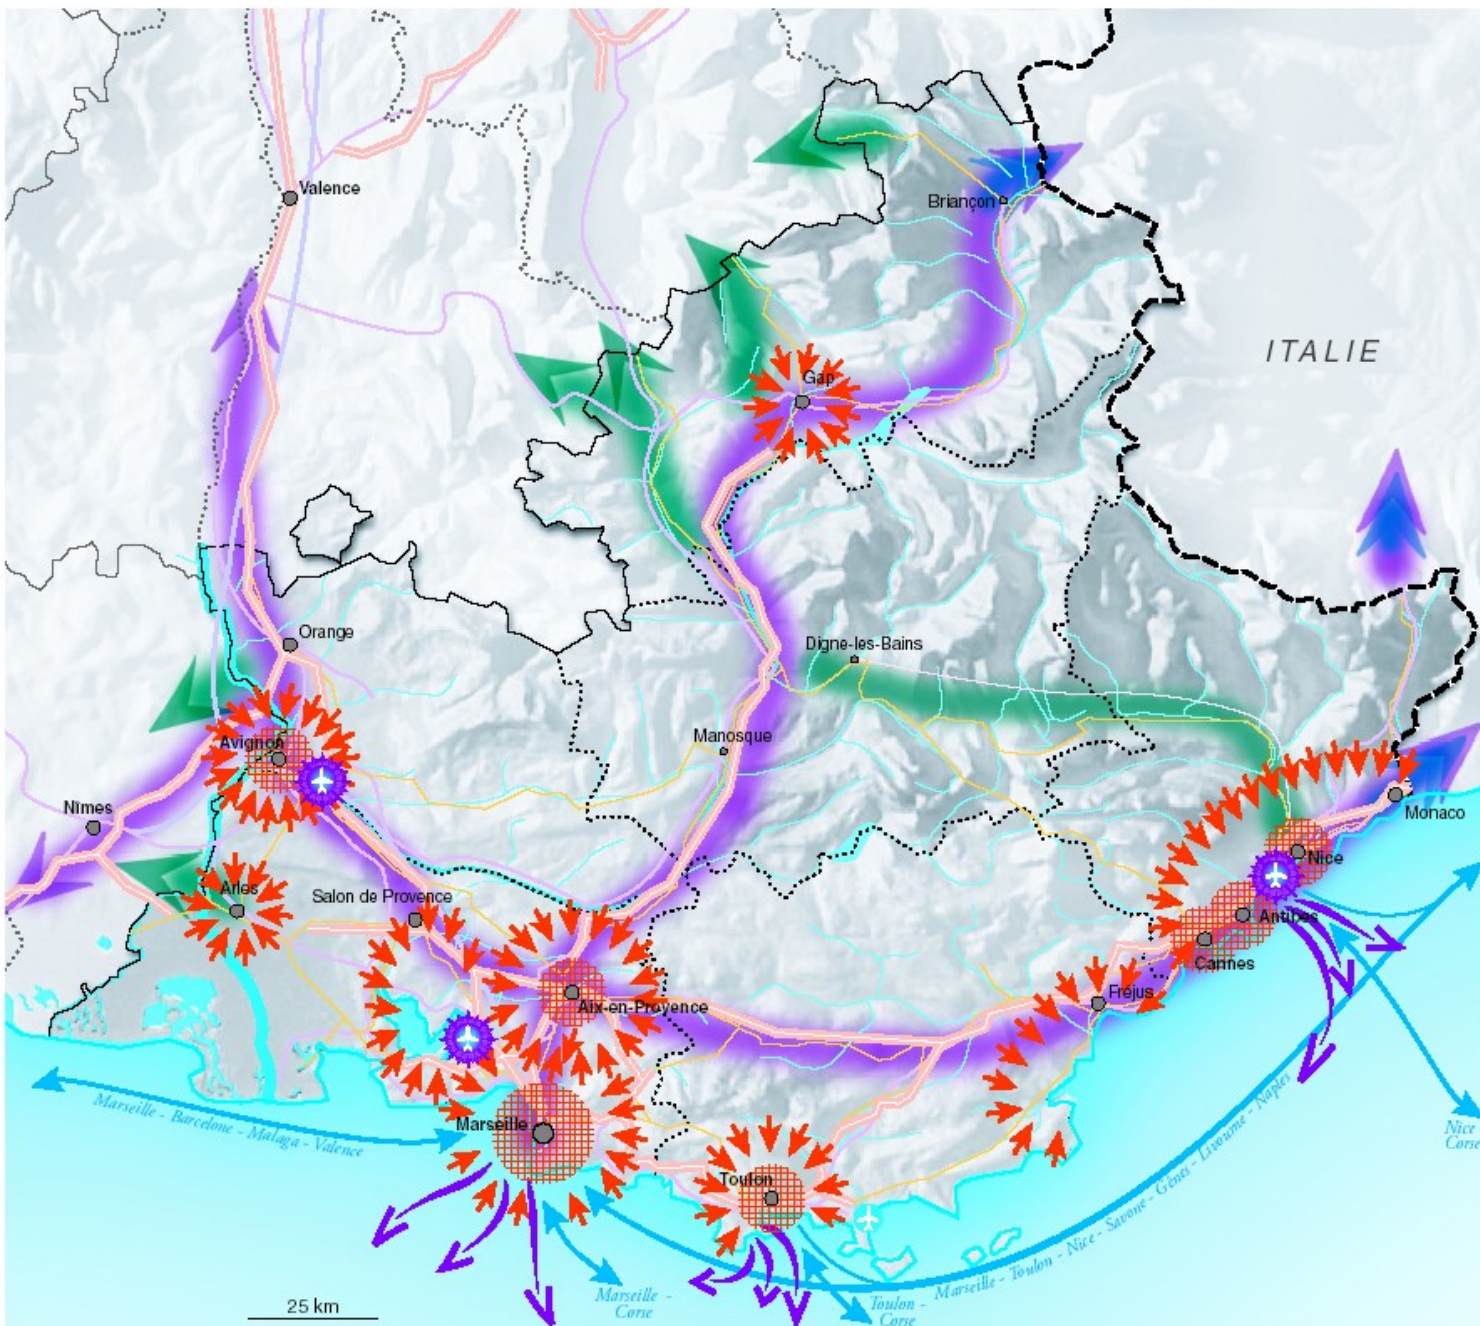 Valence
Briançon
ITALIE
Gap
Orange
Digne-les-Bains
Avignon
Manosque
Nîmes
Monaco
Nice
Arles
Salon de Provence
Antibes
Cannes
Aix-en-Provence
Fréjus
Marseille - Barcelone - Malaga - Valence
Marseille
Toulon
Marseille - Toulon - Nice - Savone - Gênes - Livourne - Naples
Nice
Corse
Marseille -
Corse
Toulon -
Corse
25 km